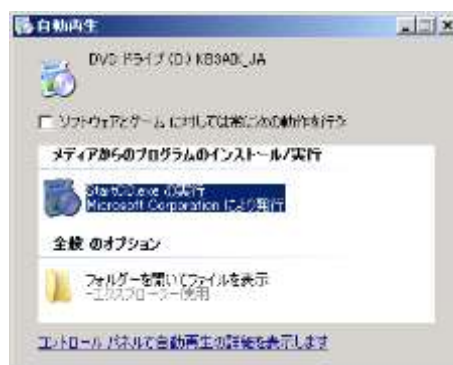 自動再生
DVD ドライブ (D:) KB3AIK_JA
ソフトウェアとゲーム に対しては常に次の動作を行う:
メディアからのプログラムのインストール/実行
StartCD.exe の実行
Microsoft Corporation により発行
全般 のオプション
フォルダーを開いてファイルを表示
-エクスプローラー使用
コントロール パネルで自動再生の詳細を表示します